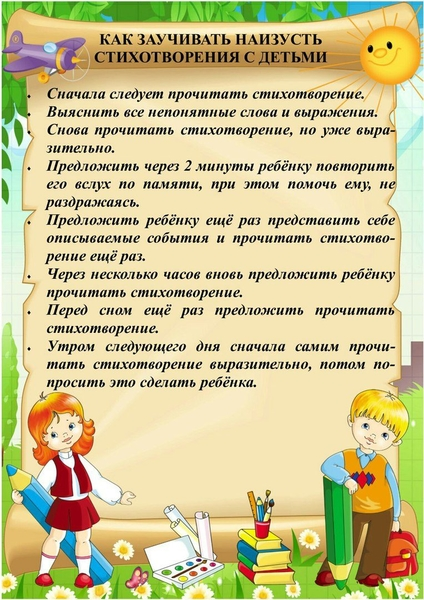 КАК ЗАУЧИВАТЬ НАИЗУСТЬ
СТИХОТВОРЕНИЯ С ДЕТЬМИ
• Сначала следует прочитать стихотворение.
• Выяснить все непонятные слова и выражения.
• Снова прочитать стихотворение, но уже выра-
зительно.
• Предложить через 2 минуты ребёнку повторить
его вслух по памяти, при этом помочь ему, не
раздражаясь.
• Предложить ребёнку ещё раз представить себе
описываемые события и прочитать стихотво-
рение ещё раз.
• Через несколько часов вновь предложить ребёнку
прочитать стихотворение.
• Перед сном ещё раз предложить прочитать
стихотворение.
• Утром следующего дня сначала самим прочи-
тать стихотворение выразительно, потом по-
просить это сделать ребёнка.